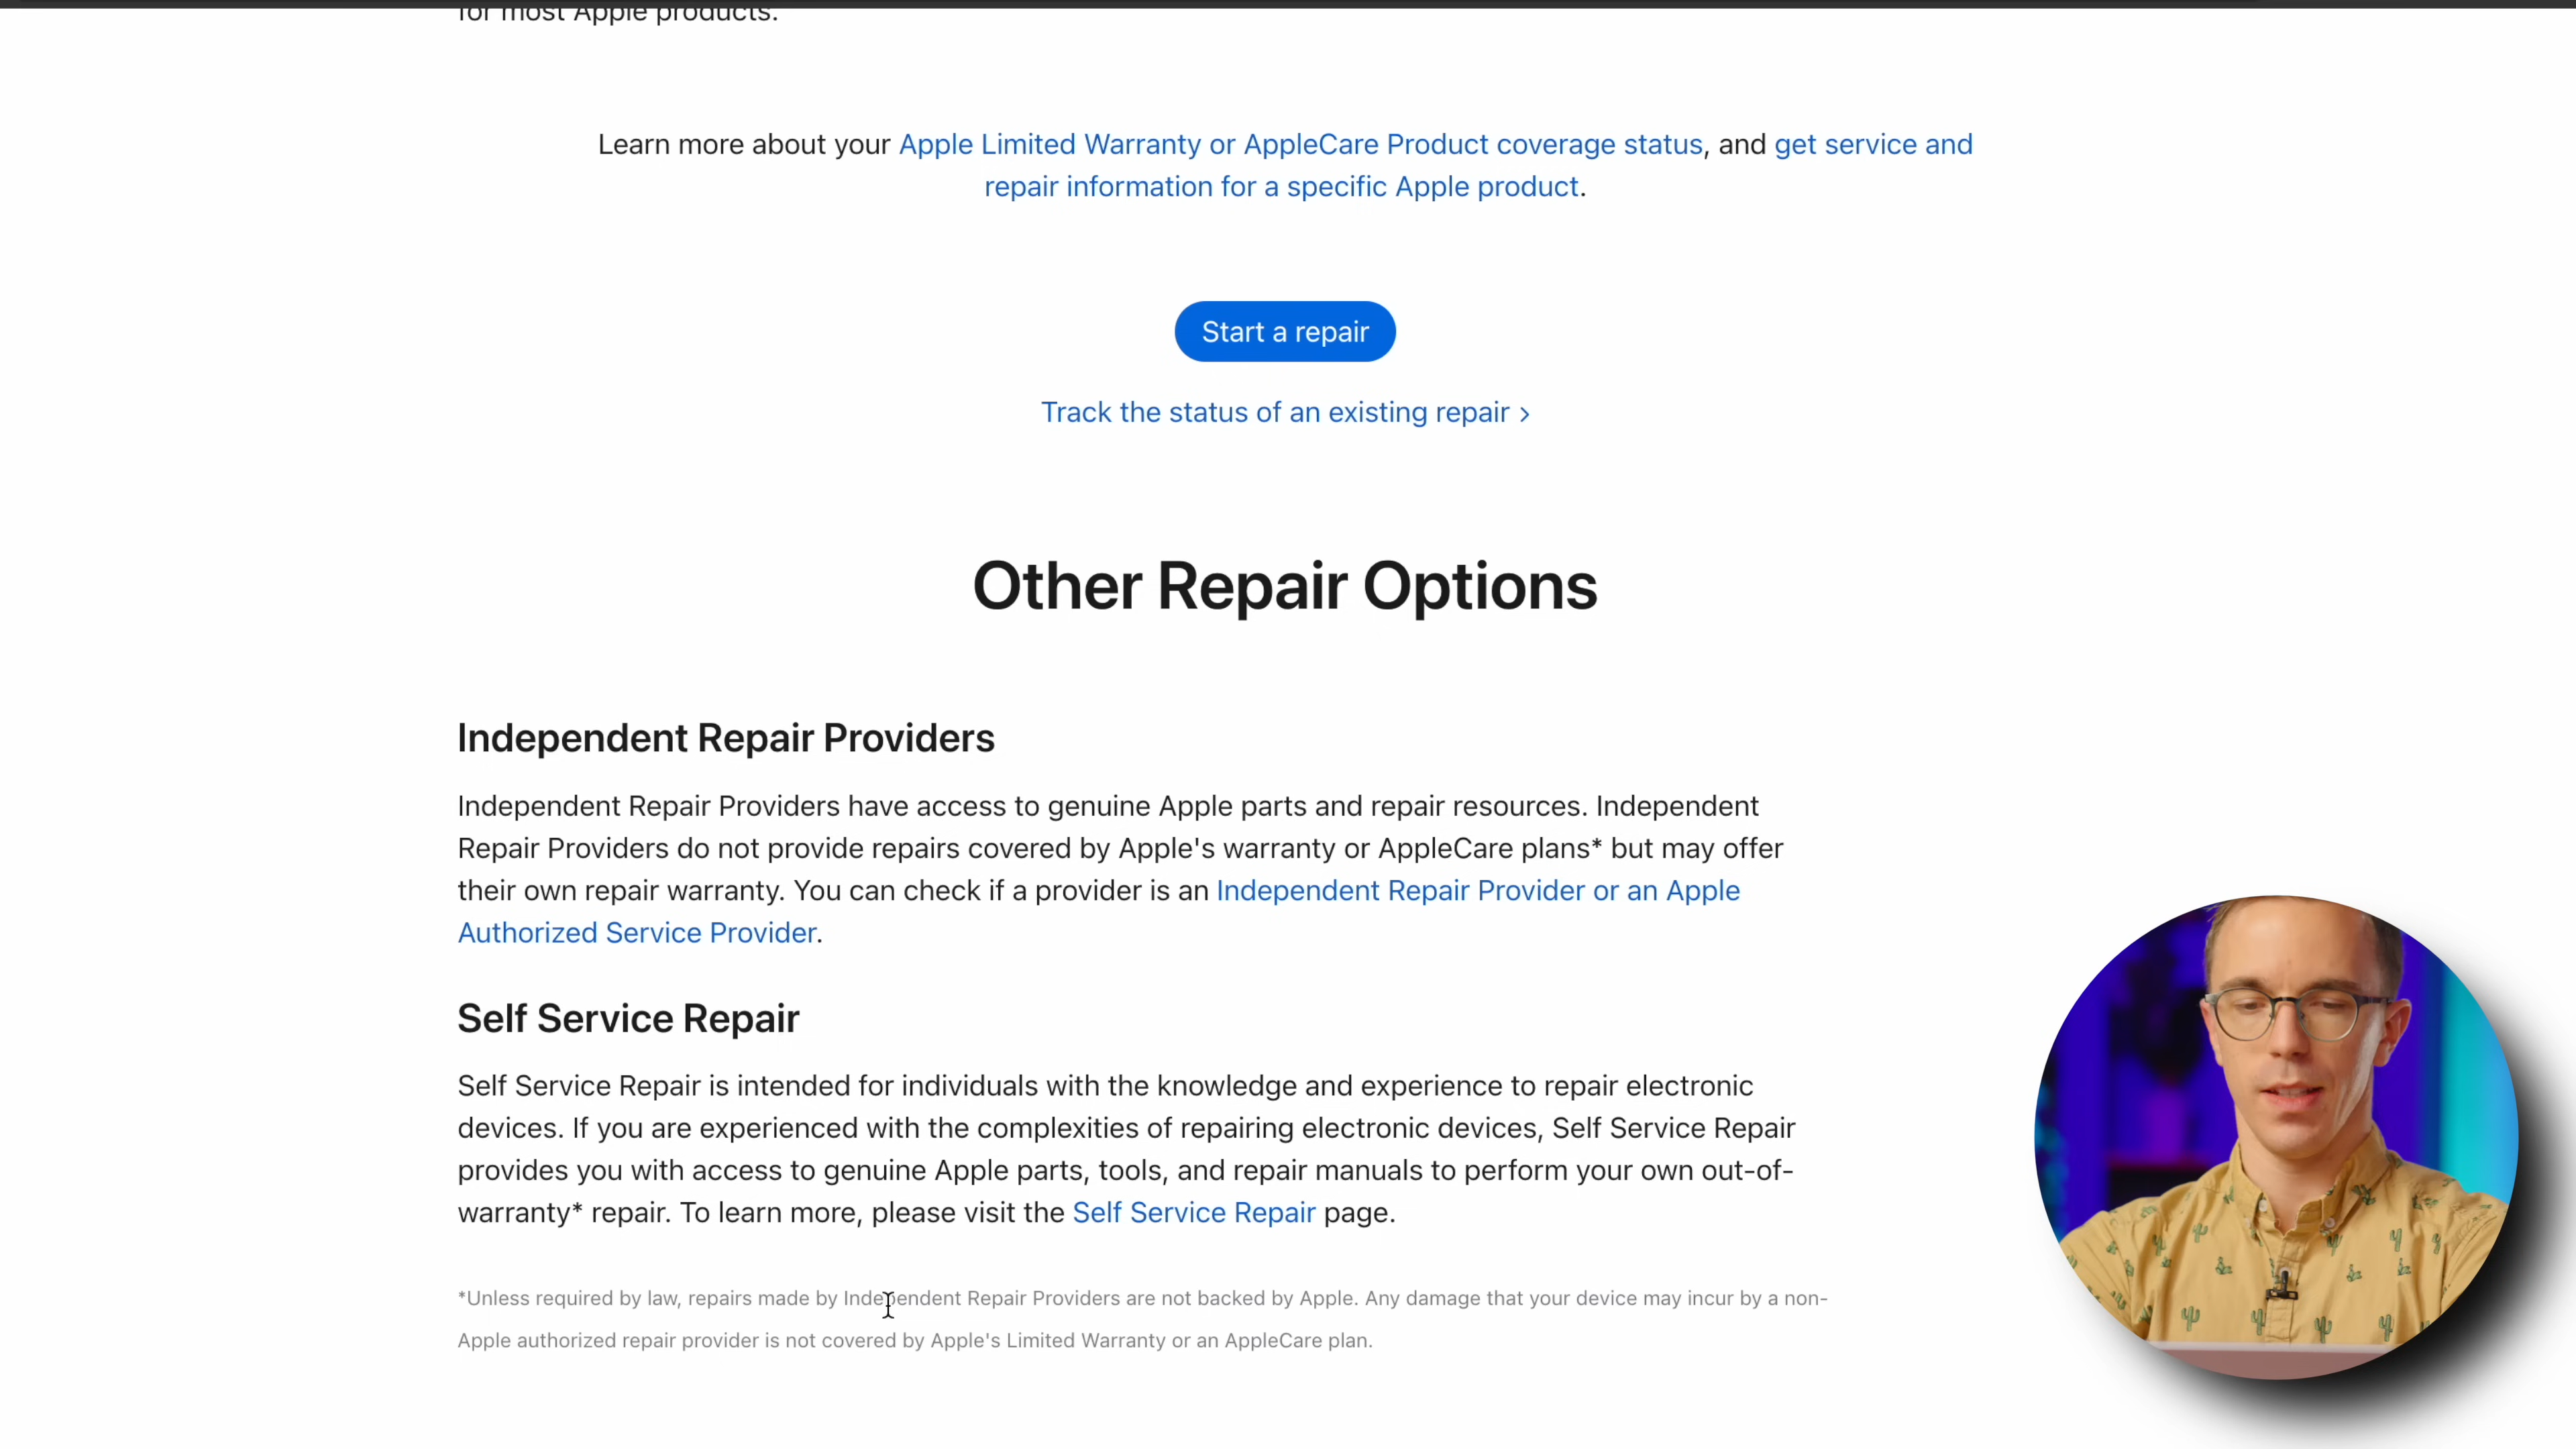 for most Apple products.
Learn more about your Apple Limited Warranty or AppleCare Product coverage status, and get service and
repair information for a specific Apple product.
Start a repair
Track the status of an existing repair >
Other Repair Options
Independent Repair Providers
Independent Repair Providers have access to genuine Apple parts and repair resources. Independent
Repair Providers do not provide repairs covered by Apple's warranty or AppleCare plans* but may offer
their own repair warranty. You can check if a provider is an Independent Repair Provider or an Apple
Authorized Service Provider.
Self Service Repair
Self Service Repair is intended for individuals with the knowledge and experience to repair electronic
devices. If you are experienced with the complexities of repairing electronic devices, Self Service Repair
provides you with access to genuine Apple parts, tools, and repair manuals to perform your own out-of-
warranty* repair. To learn more, please visit the Self Service Repair page.
*Unless required by law, repairs made by Independent Repair Providers are not backed by Apple. Any damage that your device may incur by a non-
Apple authorized repair provider is not covered by Apple's Limited Warranty or an AppleCare plan.